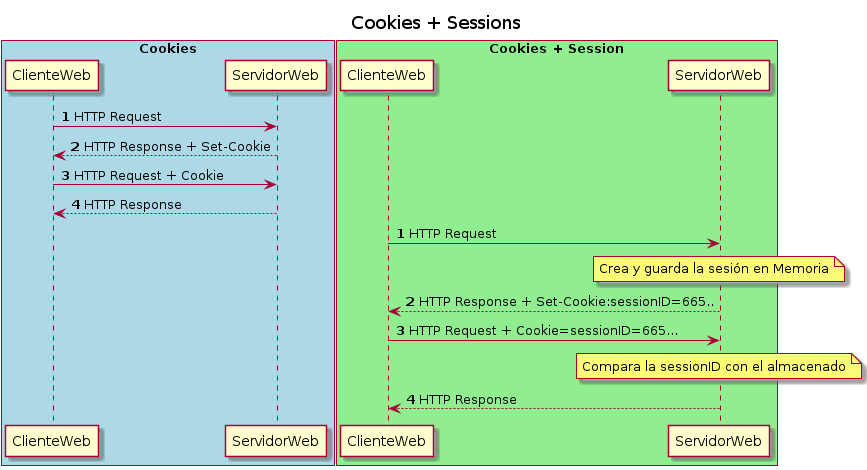 Cookies + Sessions
Cookies
ClienteWeb
ServidorWeb
1 HTTP Request
2 HTTP Response + Set-Cookie
3 HTTP Request + Cookie
4 HTTP Response
ClienteWeb
ServidorWeb
Cookies + Session
ClienteWeb
ServidorWeb
1 HTTP Request
Crea y guarda la sesión en Memoria
2 HTTP Response + Set-Cookie:sessionID=665..
3 HTTP Request + Cookie=sessionID=665...
Compara la sessionID con el almacenado
4 HTTP Response
ClienteWeb
ServidorWeb